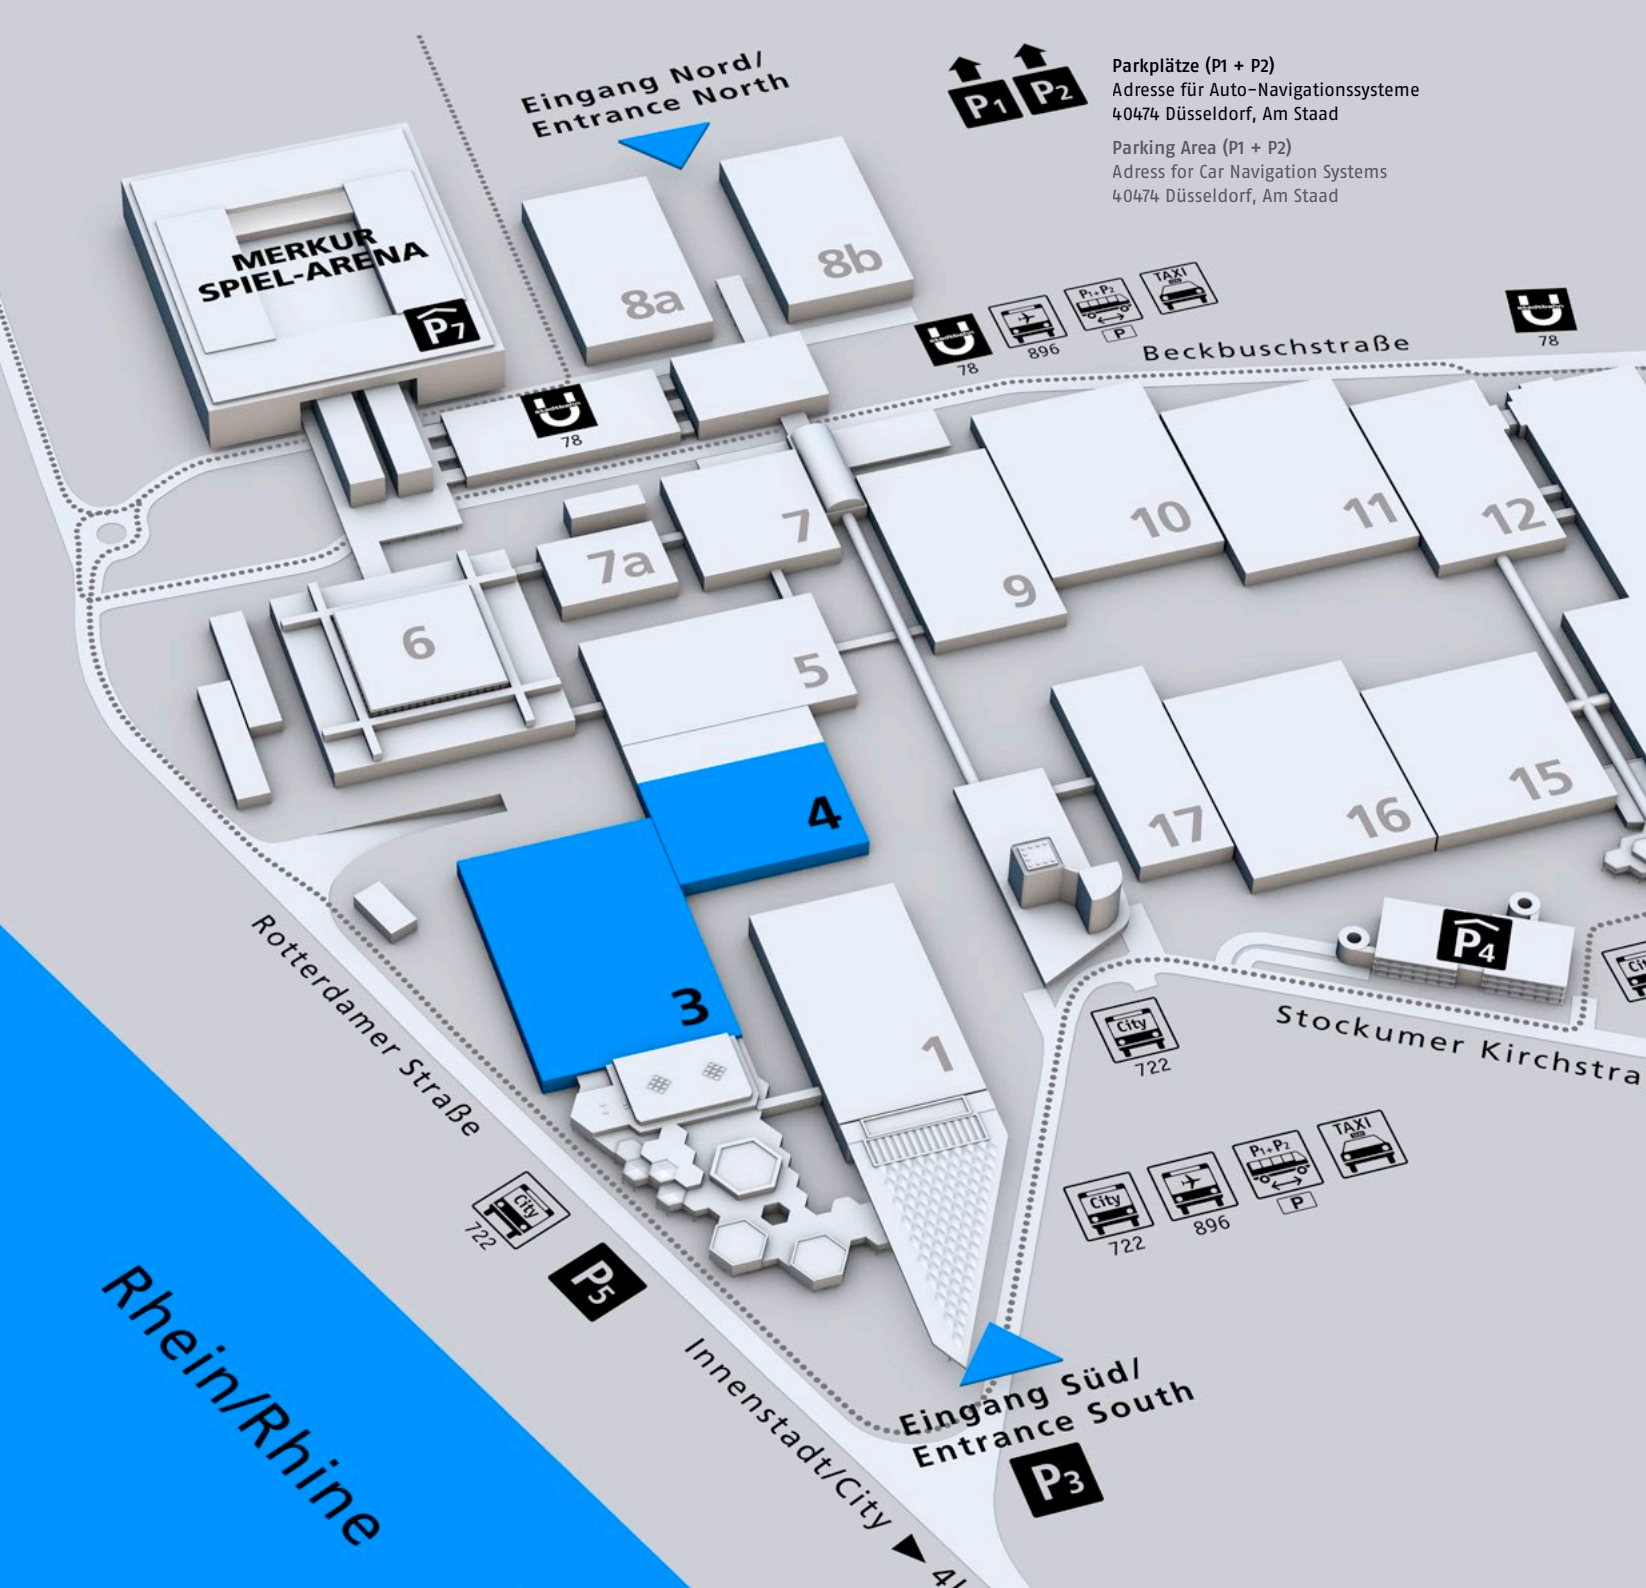 Eingang Nord/
Entrance North
P1 P2
Parkplätze (P1 + P2)
Adresse für Auto-Navigationssysteme
40474 Düsseldorf, Am Staad
Parking Area (P1 + P2)
Adress for Car Navigation Systems
40474 Düsseldorf, Am Staad
MERKUR
SPIEL-ARENA
P7
8a
8b
U
Stadtbahn
78
896
P1+P2
P
TAXI
Beckbuschstraße
U
Stadtbahn
78
U
Stadtbahn
78
7
7a
9
10
11
12
6
5
4
3
1
17
16
15
P4
Rotterdamer Straße
Stockumer Kirchstra
City
722
City
722
896
P1+P2
P
TAXI
City
722
P5
Rhein/Rhine
Innenstadt/City
Eingang Süd/
Entrance South
P3